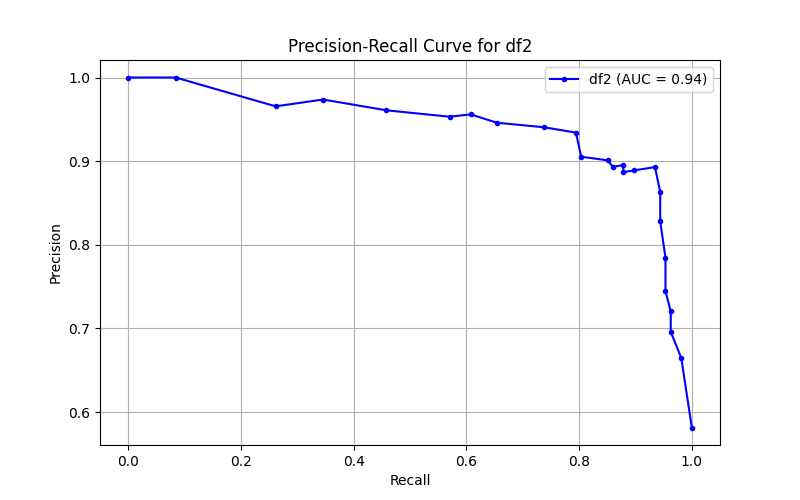 Precision-Recall Curve for df2
df2 (AUC = 0.94)
1.0
0.9
0.8
0.7
0.6
Precision
0.0 0.2 0.4 0.6 0.8 1.0
Recall